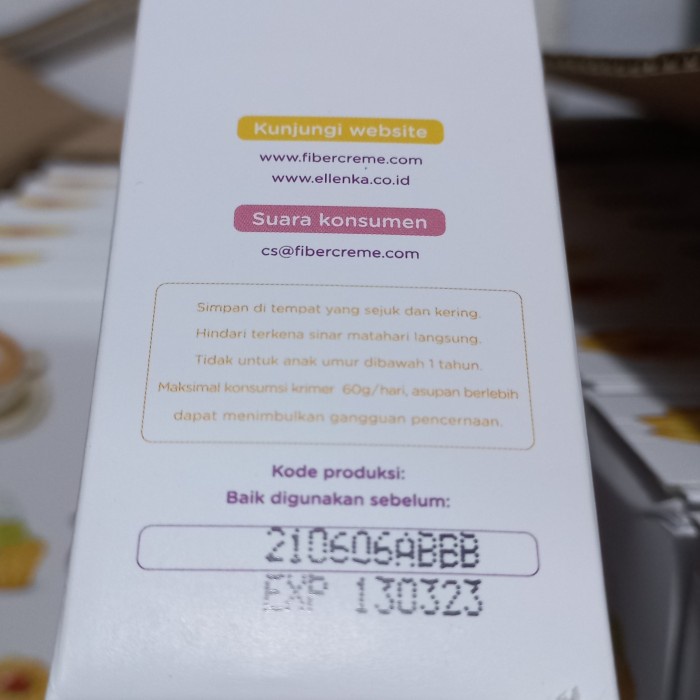 Kunjungi website
www.fibercreme.com
www.ellenka.co.id
Suara konsumen
cs@fibercreme.com
Simpan di tempat yang sejuk dan kering.
Hindari terkena sinar matahari langsung.
Tidak untuk anak umur dibawah 1 tahun.
Maksimal konsumsi krimer 60g/hari, asupan berlebih
dapat menimbulkan gangguan pencernaan.
Kode produksi:
Baik digunakan sebelum:
210606ABBB
EXP 130323